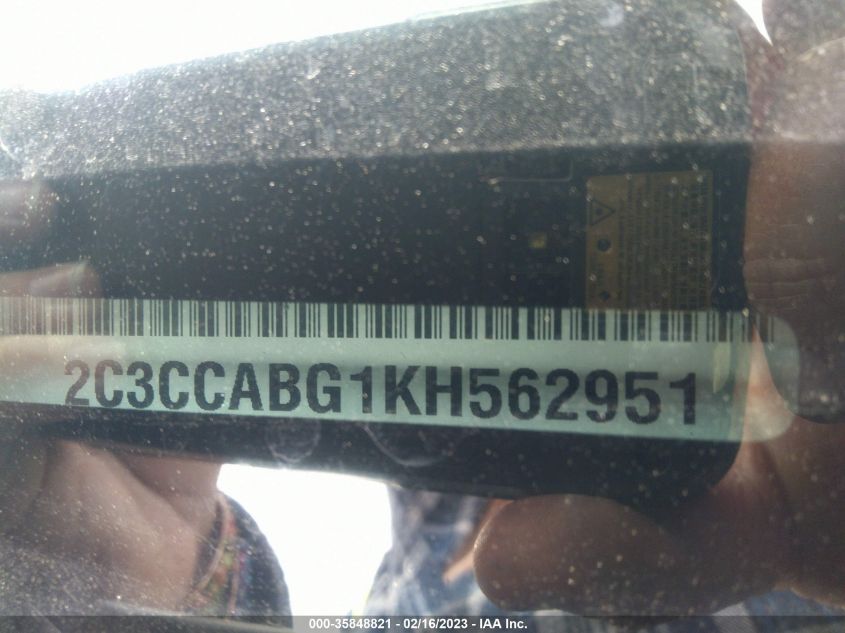 2C3CCABG1KH562951
000-35848821 - 02/16/2023 - IAA Inc.